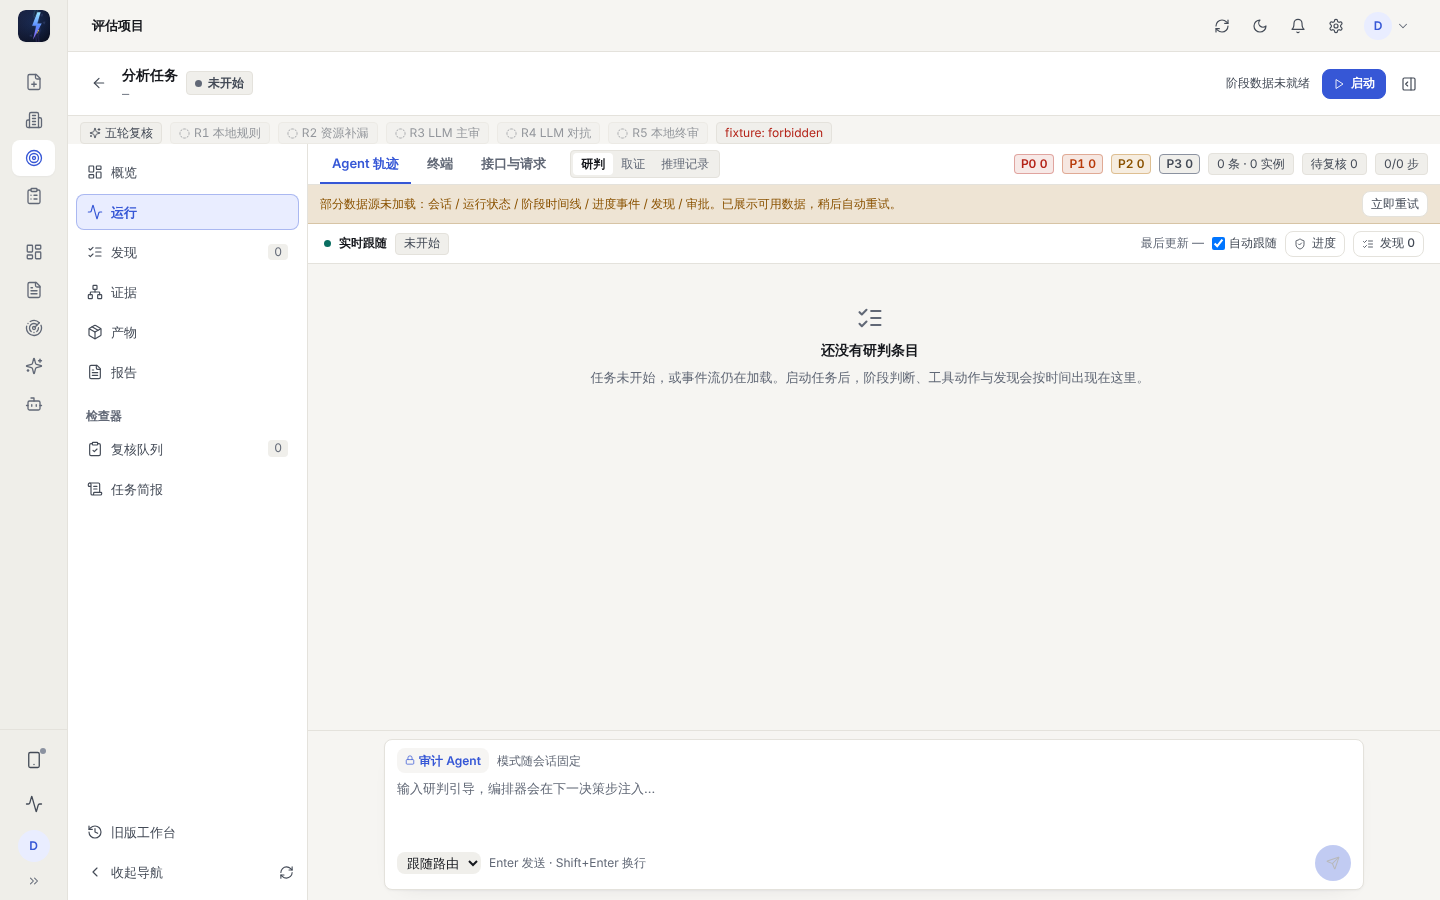 评估项目
D
分析任务
—
未开始
阶段数据未就绪
启动
五轮复核
R1 本地规则
R2 资源补漏
R3 LLM 主审
R4 LLM 对抗
R5 本地终审
fixture: forbidden
概览
运行
发现 0
证据
产物
报告
检查器
复核队列 0
任务简报
旧版工作台
收起导航
D
Agent 轨迹
终端
接口与请求
研判
取证
推理记录
P0 0
P1 0
P2 0
P3 0
0 条 · 0 实例
待复核 0
0/0 步
部分数据源未加载：会话 / 运行状态 / 阶段时间线 / 进度事件 / 发现 / 审批。已展示可用数据，稍后自动重试。
立即重试
实时跟随
未开始
最后更新 —
自动跟随
进度
发现 0
还没有研判条目
任务未开始，或事件流仍在加载。启动任务后，阶段判断、工具动作与发现会按时间出现在这里。
审计 Agent
模式随会话固定
输入研判引导，编排器会在下一决策步注入...
跟随路由
Enter 发送 · Shift+Enter 换行